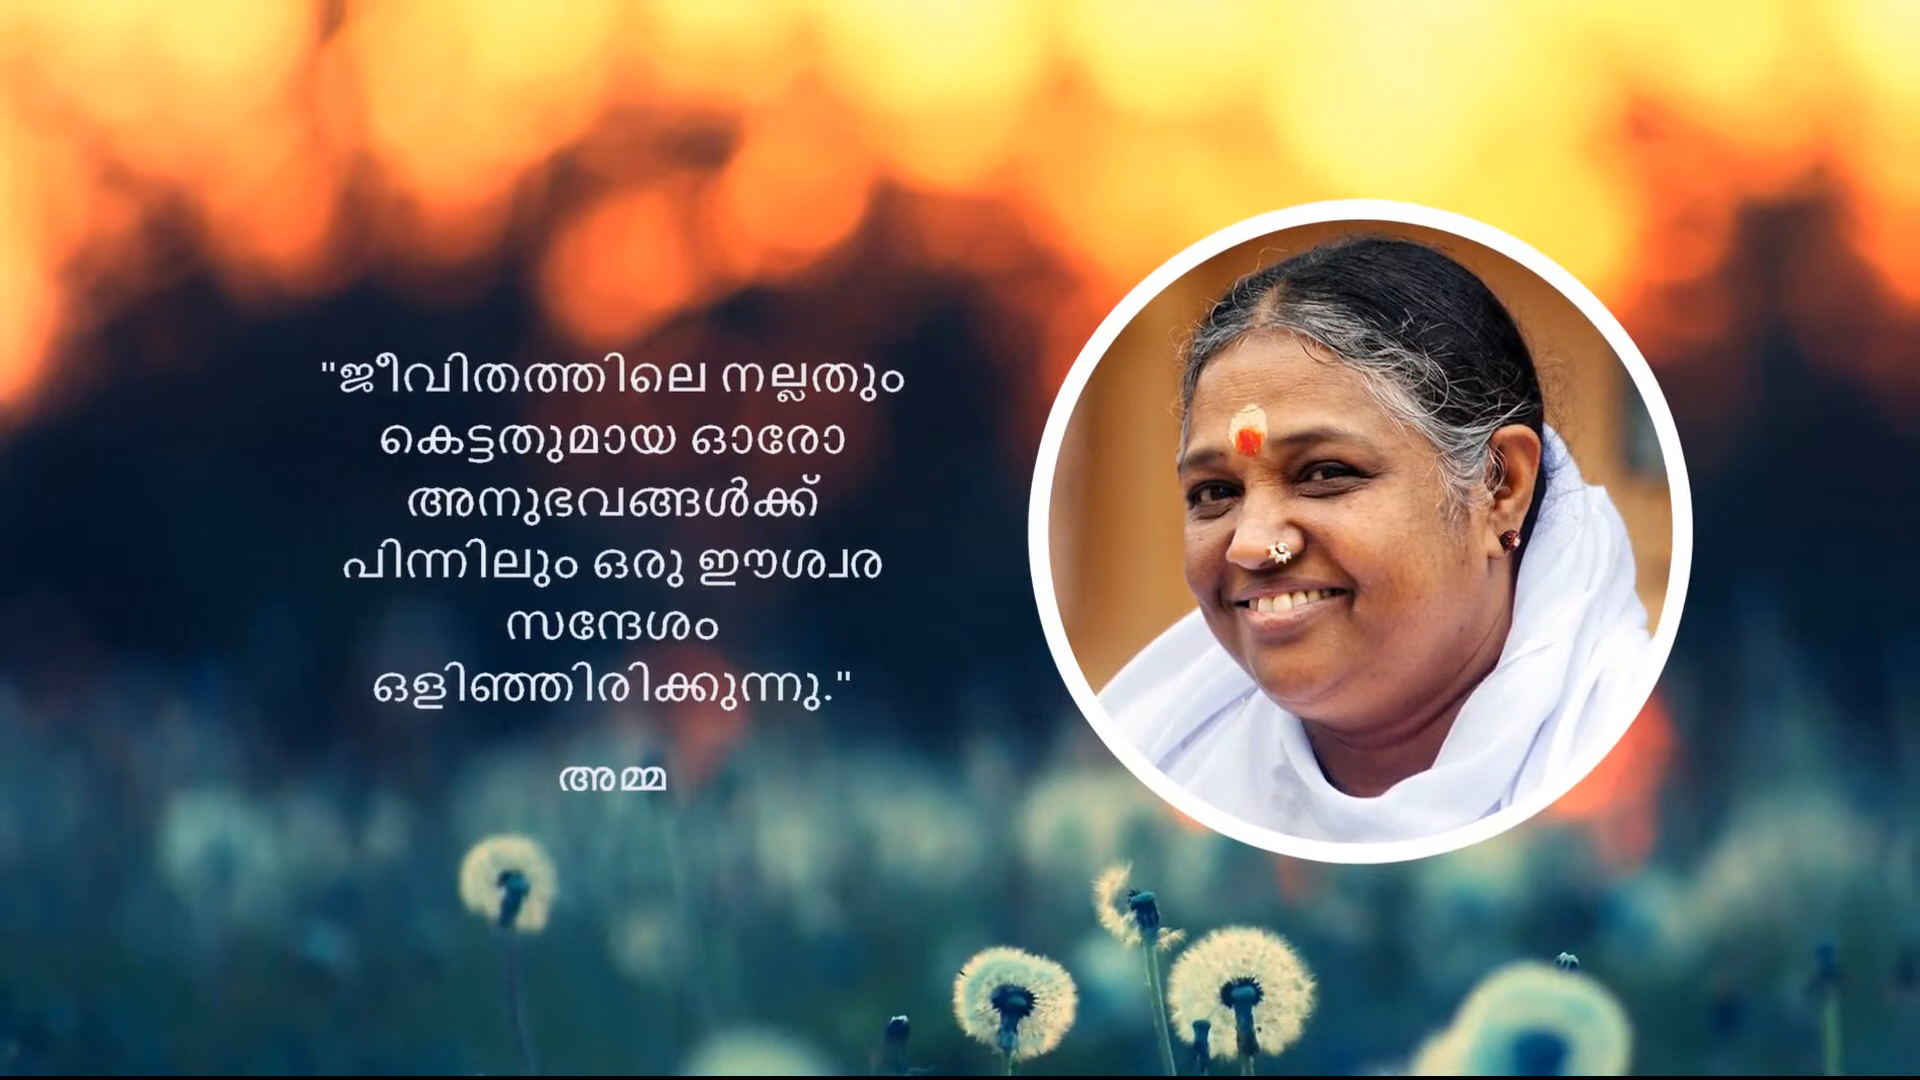 "ജീവിതത്തിലെ നല്ലതും
കെട്ടതുമായ ഓരോ
അനുഭവങ്ങൾക്ക്
പിന്നിലും ഒരു ഈശ്വര
സന്ദേശം
ഒളിഞ്ഞിരിക്കുന്നു."
അമ്മ